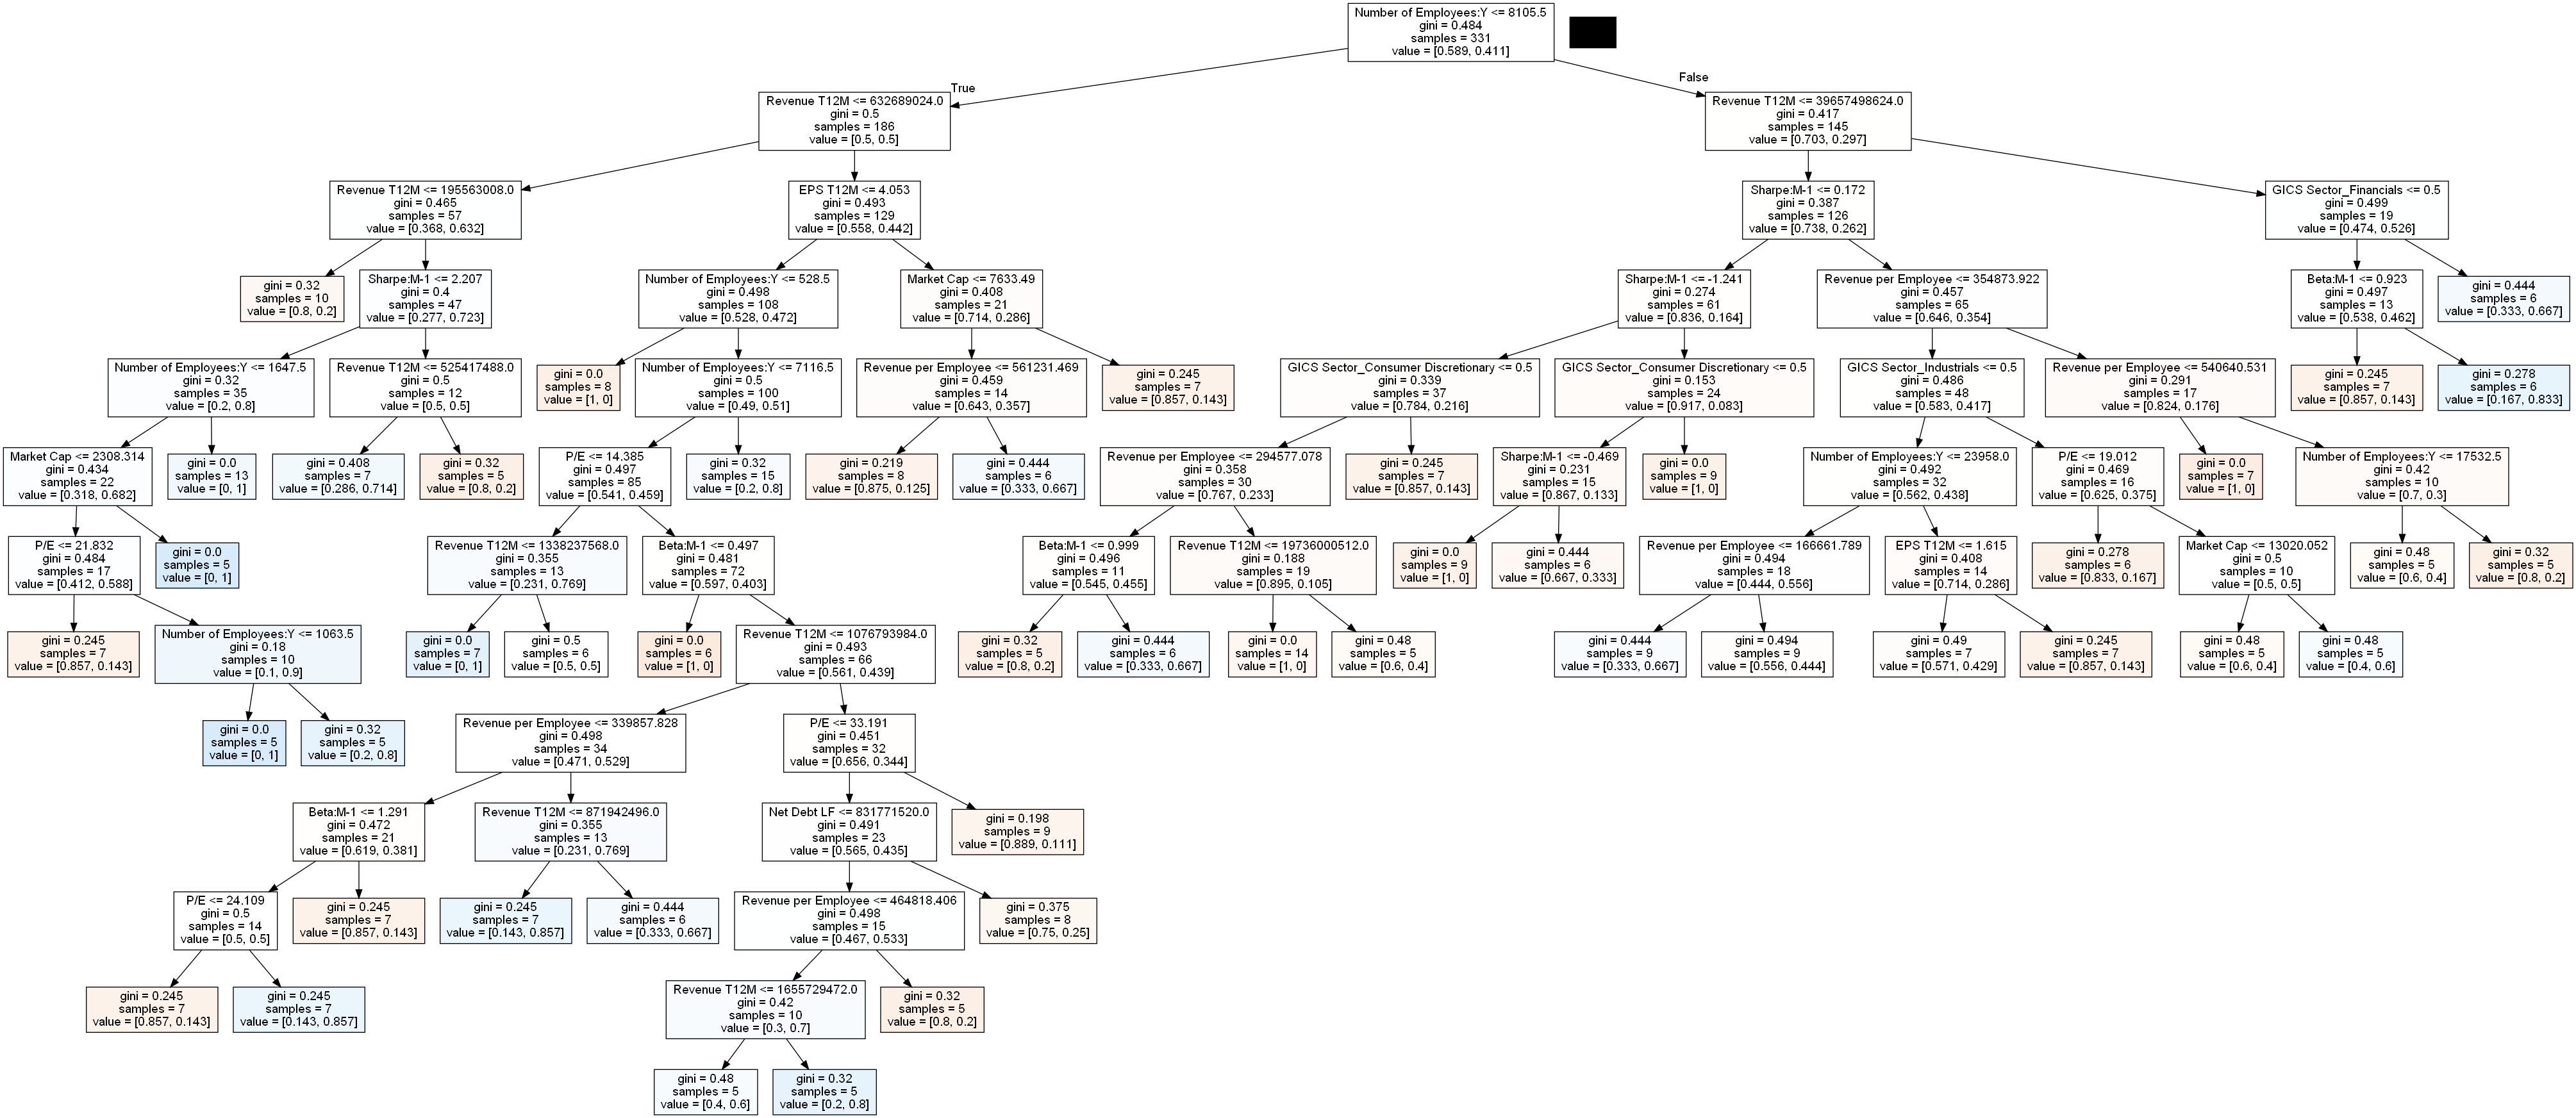 Number of Employees:Y <= 8105.5
gini = 0.484
samples = 331
value = [0.589, 0.411]
True
False
Revenue T12M <= 632689024.0
gini = 0.5
samples = 186
value = [0.5, 0.5]
Revenue T12M <= 39657498624.0
gini = 0.417
samples = 145
value = [0.703, 0.297]
Revenue T12M <= 195563008.0
gini = 0.465
samples = 57
value = [0.368, 0.632]
EPS T12M <= 4.053
gini = 0.493
samples = 129
value = [0.558, 0.442]
Sharpe:M-1 <= 0.172
gini = 0.387
samples = 126
value = [0.738, 0.262]
GICS Sector_Financials <= 0.5
gini = 0.499
samples = 19
value = [0.474, 0.526]
gini = 0.32
samples = 10
value = [0.8, 0.2]
Sharpe:M-1 <= 2.207
gini = 0.4
samples = 47
value = [0.277, 0.723]
Number of Employees:Y <= 528.5
gini = 0.498
samples = 108
value = [0.528, 0.472]
Market Cap <= 7633.49
gini = 0.408
samples = 21
value = [0.714, 0.286]
Sharpe:M-1 <= -1.241
gini = 0.274
samples = 61
value = [0.836, 0.164]
Revenue per Employee <= 354873.922
gini = 0.457
samples = 65
value = [0.646, 0.354]
Beta:M-1 <= 0.923
gini = 0.497
samples = 13
value = [0.538, 0.462]
gini = 0.444
samples = 6
value = [0.333, 0.667]
Number of Employees:Y <= 1647.5
gini = 0.32
samples = 35
value = [0.2, 0.8]
Revenue T12M <= 525417488.0
gini = 0.5
samples = 12
value = [0.5, 0.5]
gini = 0.0
samples = 8
value = [1, 0]
Number of Employees:Y <= 7116.5
gini = 0.5
samples = 100
value = [0.49, 0.51]
Revenue per Employee <= 561231.469
gini = 0.459
samples = 14
value = [0.643, 0.357]
gini = 0.245
samples = 7
value = [0.857, 0.143]
GICS Sector_Consumer Discretionary <= 0.5
gini = 0.339
samples = 37
value = [0.784, 0.216]
GICS Sector_Consumer Discretionary <= 0.5
gini = 0.153
samples = 24
value = [0.917, 0.083]
GICS Sector_Industrials <= 0.5
gini = 0.486
samples = 48
value = [0.583, 0.417]
Revenue per Employee <= 540640.531
gini = 0.291
samples = 17
value = [0.824, 0.176]
gini = 0.245
samples = 7
value = [0.857, 0.143]
gini = 0.278
samples = 6
value = [0.167, 0.833]
Market Cap <= 2308.314
gini = 0.434
samples = 22
value = [0.318, 0.682]
gini = 0.0
samples = 13
value = [0, 1]
gini = 0.408
samples = 7
value = [0.286, 0.714]
gini = 0.32
samples = 5
value = [0.8, 0.2]
P/E <= 14.385
gini = 0.497
samples = 85
value = [0.541, 0.459]
gini = 0.32
samples = 15
value = [0.2, 0.8]
gini = 0.219
samples = 8
value = [0.875, 0.125]
gini = 0.444
samples = 6
value = [0.333, 0.667]
Revenue per Employee <= 294577.078
gini = 0.358
samples = 30
value = [0.767, 0.233]
gini = 0.245
samples = 7
value = [0.857, 0.143]
Sharpe:M-1 <= -0.469
gini = 0.231
samples = 15
value = [0.867, 0.133]
gini = 0.0
samples = 9
value = [1, 0]
Number of Employees:Y <= 23958.0
gini = 0.492
samples = 32
value = [0.562, 0.438]
P/E <= 19.012
gini = 0.469
samples = 16
value = [0.625, 0.375]
gini = 0.0
samples = 7
value = [1, 0]
Number of Employees:Y <= 17532.5
gini = 0.42
samples = 10
value = [0.7, 0.3]
P/E <= 21.832
gini = 0.484
samples = 17
value = [0.412, 0.588]
gini = 0.0
samples = 5
value = [0, 1]
Revenue T12M <= 1338237568.0
gini = 0.355
samples = 13
value = [0.231, 0.769]
Beta:M-1 <= 0.497
gini = 0.481
samples = 72
value = [0.597, 0.403]
Beta:M-1 <= 0.999
gini = 0.496
samples = 11
value = [0.545, 0.455]
Revenue T12M <= 19736000512.0
gini = 0.188
samples = 19
value = [0.895, 0.105]
gini = 0.0
samples = 9
value = [1, 0]
gini = 0.444
samples = 6
value = [0.667, 0.333]
Revenue per Employee <= 166661.789
gini = 0.494
samples = 18
value = [0.444, 0.556]
EPS T12M <= 1.615
gini = 0.408
samples = 14
value = [0.714, 0.286]
gini = 0.278
samples = 6
value = [0.833, 0.167]
Market Cap <= 13020.052
gini = 0.5
samples = 10
value = [0.5, 0.5]
gini = 0.48
samples = 5
value = [0.6, 0.4]
gini = 0.32
samples = 5
value = [0.8, 0.2]
gini = 0.245
samples = 7
value = [0.857, 0.143]
Number of Employees:Y <= 1063.5
gini = 0.18
samples = 10
value = [0.1, 0.9]
gini = 0.0
samples = 7
value = [0, 1]
gini = 0.5
samples = 6
value = [0.5, 0.5]
gini = 0.0
samples = 6
value = [1, 0]
Revenue T12M <= 1076793984.0
gini = 0.493
samples = 66
value = [0.561, 0.439]
gini = 0.32
samples = 5
value = [0.8, 0.2]
gini = 0.444
samples = 6
value = [0.333, 0.667]
gini = 0.0
samples = 14
value = [1, 0]
gini = 0.48
samples = 5
value = [0.6, 0.4]
gini = 0.444
samples = 9
value = [0.333, 0.667]
gini = 0.494
samples = 9
value = [0.556, 0.444]
gini = 0.49
samples = 7
value = [0.571, 0.429]
gini = 0.245
samples = 7
value = [0.857, 0.143]
gini = 0.48
samples = 5
value = [0.6, 0.4]
gini = 0.48
samples = 5
value = [0.4, 0.6]
gini = 0.0
samples = 5
value = [0, 1]
gini = 0.32
samples = 5
value = [0.2, 0.8]
Revenue per Employee <= 339857.828
gini = 0.498
samples = 34
value = [0.471, 0.529]
P/E <= 33.191
gini = 0.451
samples = 32
value = [0.656, 0.344]
Beta:M-1 <= 1.291
gini = 0.472
samples = 21
value = [0.619, 0.381]
Revenue T12M <= 871942496.0
gini = 0.355
samples = 13
value = [0.231, 0.769]
Net Debt LF <= 831771520.0
gini = 0.491
samples = 23
value = [0.565, 0.435]
gini = 0.198
samples = 9
value = [0.889, 0.111]
P/E <= 24.109
gini = 0.5
samples = 14
value = [0.5, 0.5]
gini = 0.245
samples = 7
value = [0.857, 0.143]
gini = 0.245
samples = 7
value = [0.143, 0.857]
gini = 0.444
samples = 6
value = [0.333, 0.667]
Revenue per Employee <= 464818.406
gini = 0.498
samples = 15
value = [0.467, 0.533]
gini = 0.375
samples = 8
value = [0.75, 0.25]
gini = 0.245
samples = 7
value = [0.857, 0.143]
gini = 0.245
samples = 7
value = [0.143, 0.857]
Revenue T12M <= 1655729472.0
gini = 0.42
samples = 10
value = [0.3, 0.7]
gini = 0.32
samples = 5
value = [0.8, 0.2]
gini = 0.48
samples = 5
value = [0.4, 0.6]
gini = 0.32
samples = 5
value = [0.2, 0.8]